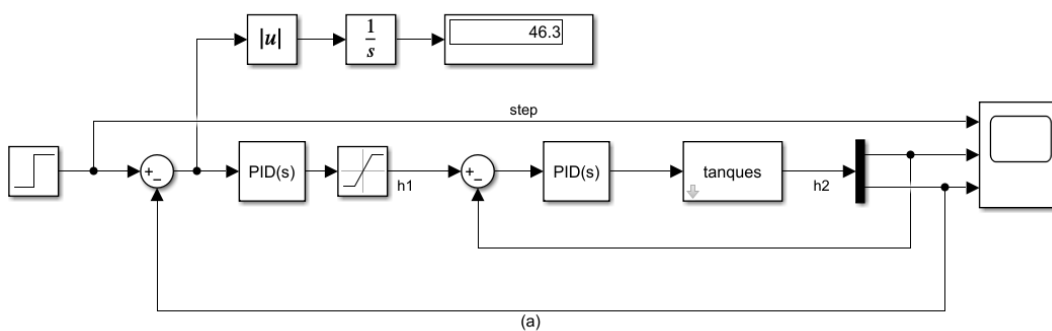 |u|
1
s
46.3
step
PID(s)
h1
PID(s)
tanques
h2
(a)